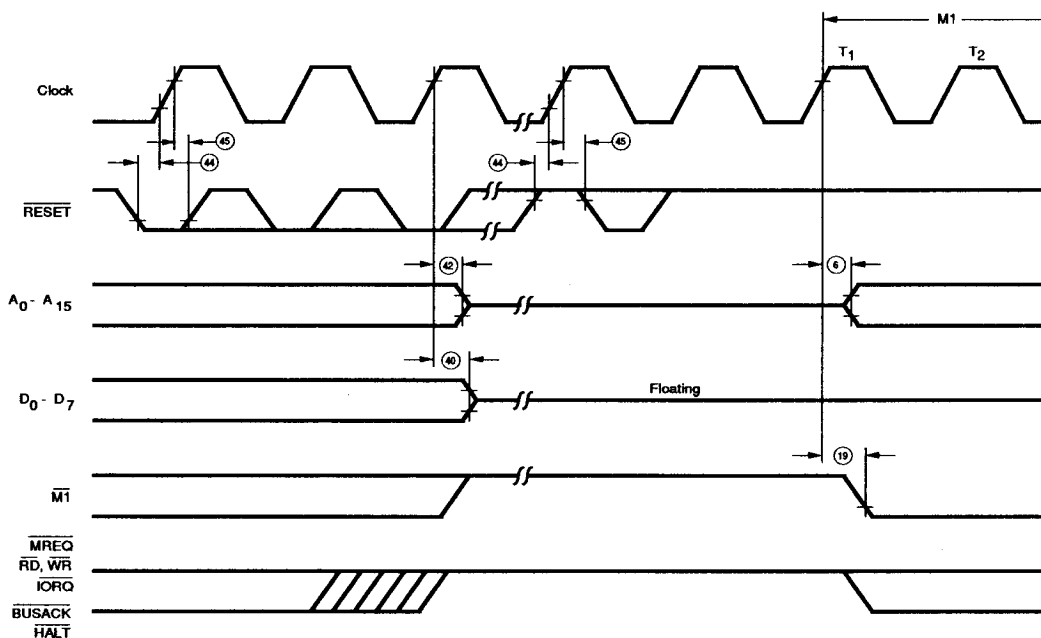 M1
T1 T2
Clock
45 45
44 44
RESET
42 6
A0 - A15
40
D0 - D7 Floating
19
M1
MREQ
RD, WR
IORQ
BUSACK
HALT